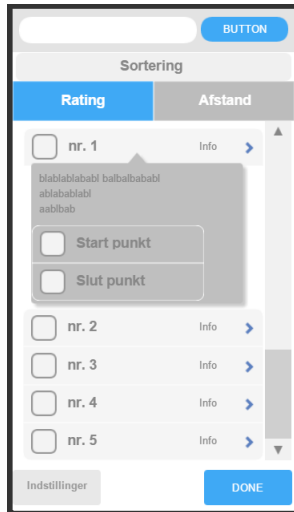 BUTTON
Sortering
Rating Afstand
nr. 1 Info
blablablababl balbalbababl
ablabablabl
aablbab
Start punkt
Slut punkt
nr. 2 Info
nr. 3 Info
nr. 4 Info
nr. 5 Info
Indstillinger DONE